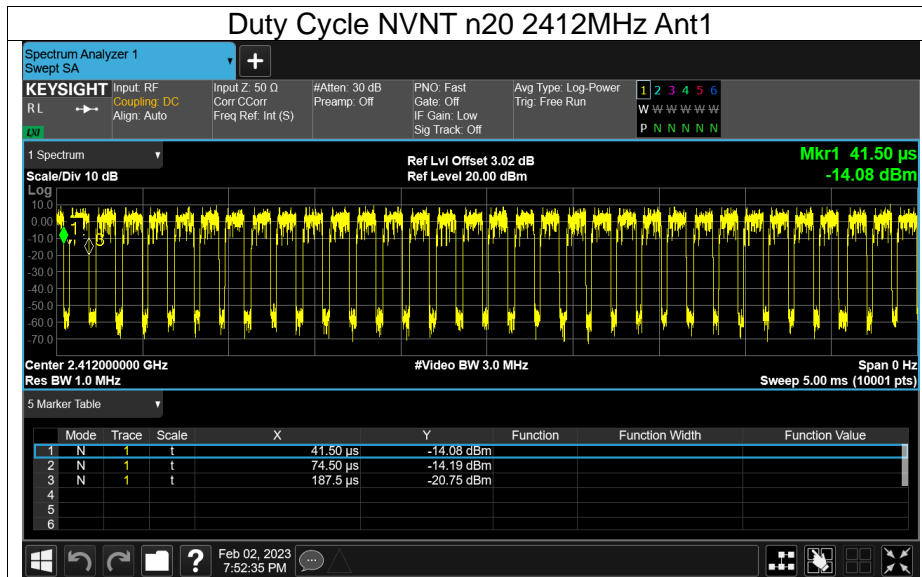 Duty Cycle NVNT n20 2412MHz Ant1
Spectrum Analyzer 1
Swept SA
+
KEYSIGHT Input: RF Input Z: 50 Ω #Atten: 30 dB PNO: Fast Avg Type: Log-Power 1 2 3 4 5 6
R L Coupling: DC Corr CCorr Preamp: Off Gate: Off Trig: Free Run W W W W W W
Align: Auto Freq Ref: Int (S) IF Gain: Low
LXI Sig Track: Off P N N N N N
1 Spectrum Ref Lvl Offset 3.02 dB Mkr1 41.50 µs
Scale/Div 10 dB Ref Level 20.00 dBm -14.08 dBm
Log
10.0
0.00
-10.0
-20.0
-30.0
-40.0
-50.0
-60.0
-70.0
Center 2.412000000 GHz #Video BW 3.0 MHz Span 0 Hz
Res BW 1.0 MHz Sweep 5.00 ms (10001 pts)
5 Marker Table
Mode Trace Scale X Y Function Function Width Function Value
1 N 1 t 41.50 µs -14.08 dBm
2 N 1 t 74.50 µs -14.19 dBm
3 N 1 t 187.5 µs -20.75 dBm
4
5
6
? Feb 02, 2023
7:52:35 PM